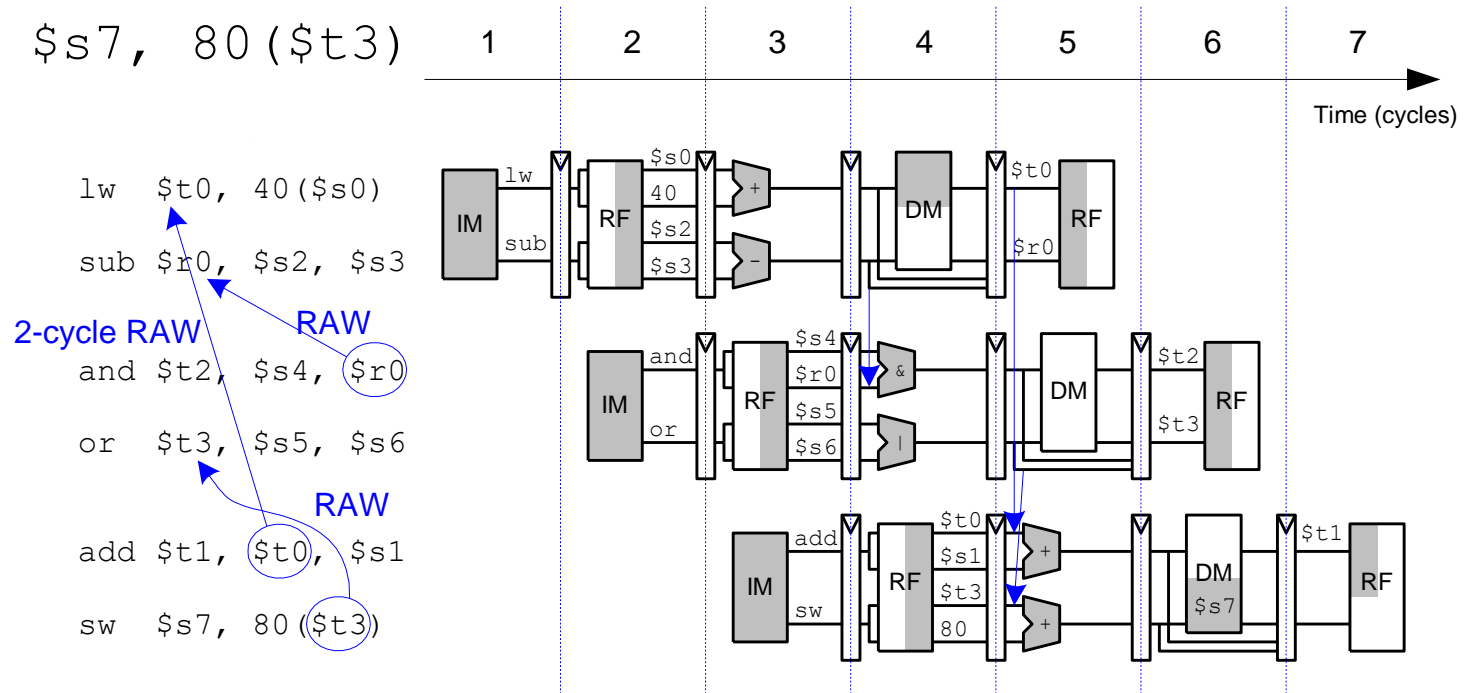 $s7, 80($t3)
1 2 3 4 5 6 7
Time (cycles)
lw $t0, 40($s0)
sub $r0, $s2, $s3
2-cycle RAW
RAW
and $t2, $s4, $r0
or $t3, $s5, $s6
RAW
add $t1, $t0, $s1
sw $s7, 80($t3)
IM
lw
sub
RF
$s0
40
$s2
$s3
+
-
DM
$t0
$r0
RF
IM
and
or
RF
$s4
$r0
$s5
$s6
&
|
DM
$t2
$t3
RF
IM
add
sw
RF
$t0
$s1
$t3
80
+
+
DM
$s7
$t1
RF